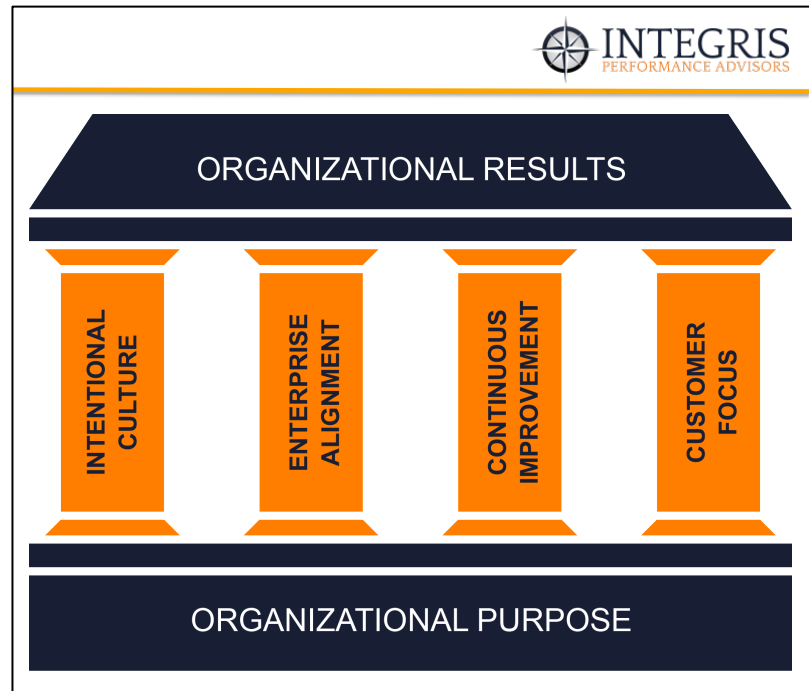 INTEGRIS
PERFORMANCE ADVISORS
ORGANIZATIONAL RESULTS
INTENTIONAL
CULTURE
ENTERPRISE
ALIGNMENT
CONTINUOUS
IMPROVEMENT
CUSTOMER
FOCUS
ORGANIZATIONAL PURPOSE